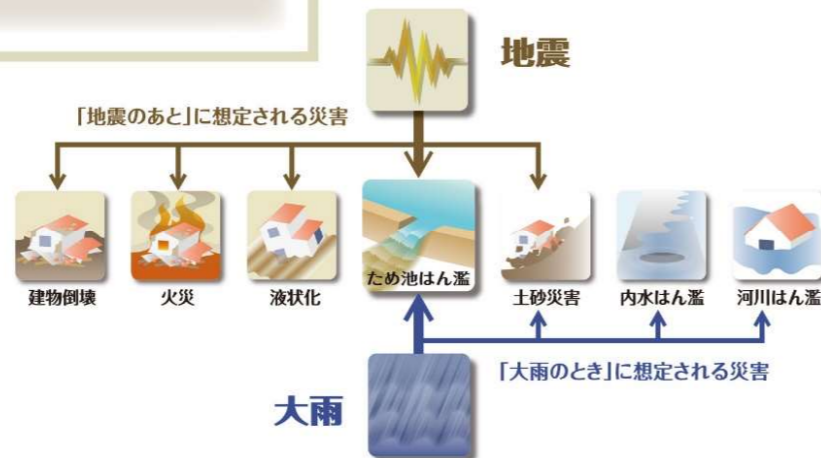 地震
「地震のあと」に想定される災害
建物倒壊
火災
液状化
ため池はん濫
土砂災害
内水はん濫
河川はん濫
「大雨のとき」に想定される災害
大雨